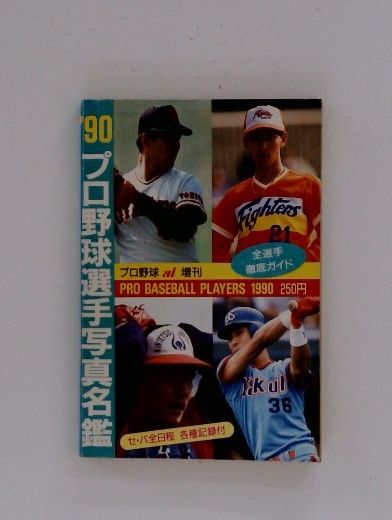 '90
プロ野球選手写真名鑑
Fighters
21
全選手
徹底ガイド
プロ野球 ai 増刊
PRO BASEBALL PLAYERS 1990 250円
KINTETSU
akult
36
セ・パ全日程 各種記録付